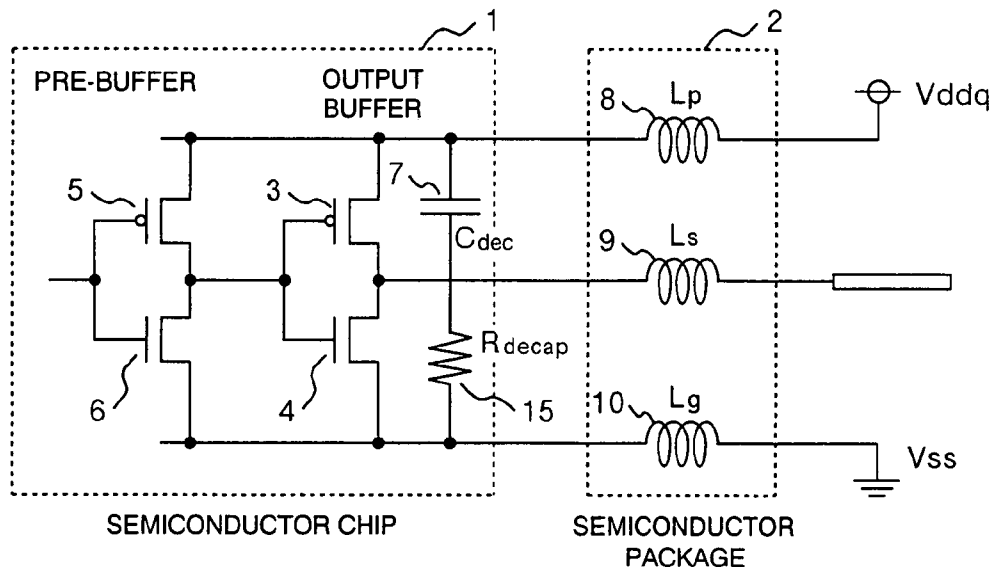 1
2
PRE-BUFFER
OUTPUT
BUFFER
8
Lp
Vddq
5
3
7
Cdec
9
Ls
Rdecap
6
4
15
10
Lg
Vss
SEMICONDUCTOR CHIP
SEMICONDUCTOR
PACKAGE